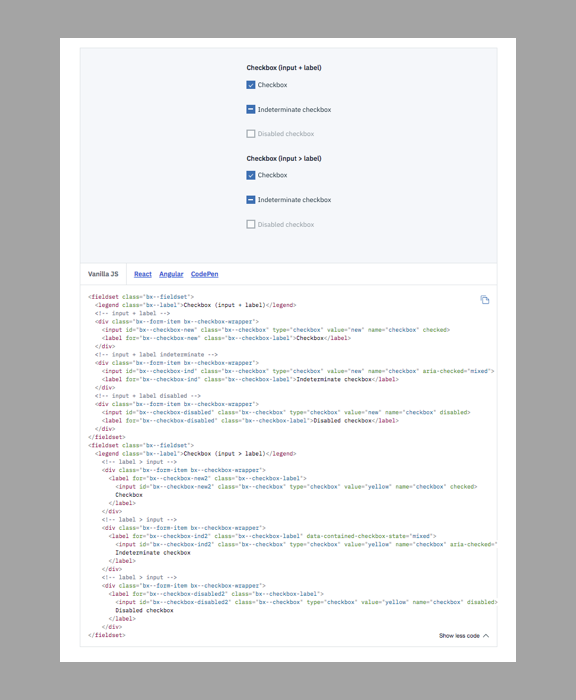 Checkbox (input + label)
Checkbox
Indeterminate checkbox
Disabled checkbox
Checkbox (input > label)
Checkbox
Indeterminate checkbox
Disabled checkbox
Vanilla JS React Angular CodePen
<fieldset class="bx--fieldset">
<legend class="bx--label">Checkbox (input + label)</legend>
<!-- input + label -->
<div class="bx--form-item bx--checkbox-wrapper">
<input id="bx--checkbox-new" class="bx--checkbox" type="checkbox" value="new" name="checkbox" checked>
<label for="bx--checkbox-new" class="bx--checkbox-label">Checkbox</label>
</div>
<!-- input + label indeterminate -->
<div class="bx--form-item bx--checkbox-wrapper">
<input id="bx--checkbox-ind" class="bx--checkbox" type="checkbox" value="new" name="checkbox" aria-checked="mixed">
<label for="bx--checkbox-ind" class="bx--checkbox-label">Indeterminate checkbox</label>
</div>
<!-- input + label disabled -->
<div class="bx--form-item bx--checkbox-wrapper">
<input id="bx--checkbox-disabled" class="bx--checkbox" type="checkbox" value="new" name="checkbox" disabled>
<label for="bx--checkbox-disabled" class="bx--checkbox-label">Disabled checkbox</label>
</div>
</fieldset>
<fieldset class="bx--fieldset">
<legend class="bx--label">Checkbox (input > label)</legend>
<!-- label > input -->
<div class="bx--form-item bx--checkbox-wrapper">
<label for="bx--checkbox-new2" class="bx--checkbox-label">
<input id="bx--checkbox-new2" class="bx--checkbox" type="checkbox" value="yellow" name="checkbox" checked>
Checkbox
</label>
</div>
<!-- label > input -->
<div class="bx--form-item bx--checkbox-wrapper">
<label for="bx--checkbox-ind2" class="bx--checkbox-label" data-contained-checkbox-state="mixed">
<input id="bx--checkbox-ind2" class="bx--checkbox" type="checkbox" value="yellow" name="checkbox" aria-checked="
Indeterminate checkbox
</label>
</div>
<!-- label > input -->
<div class="bx--form-item bx--checkbox-wrapper">
<label for="bx--checkbox-disabled2" class="bx--checkbox-label">
<input id="bx--checkbox-disabled2" class="bx--checkbox" type="checkbox" value="yellow" name="checkbox" disabled>
Disabled checkbox
</label>
</div>
</fieldset>
Show less code